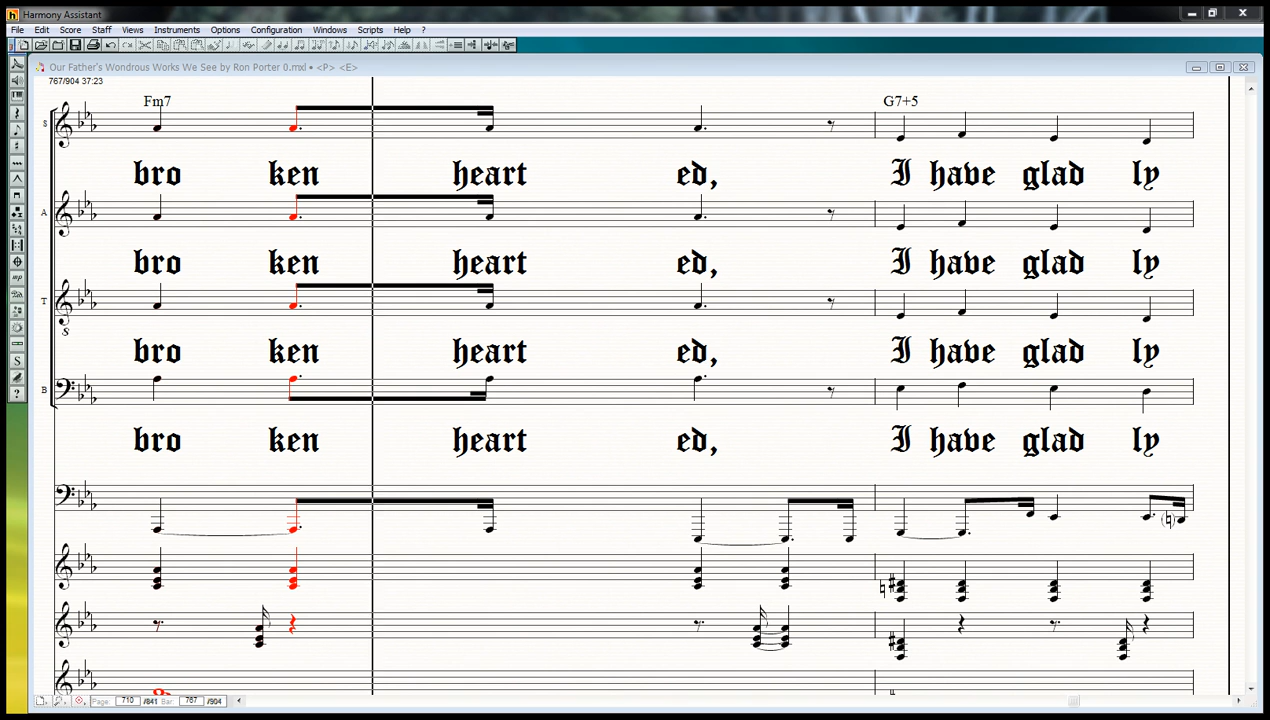 Harmony Assistant
File Edit Score Staff Views Instruments Options Configuration Windows Scripts Help ?
Our Father's Wondrous Works We See by Ron Porter 0.mxl • <P> <E>
767/904 37:23
Fm7 G7+5
S
bro ken heart ed, I have glad ly
A
bro ken heart ed, I have glad ly
T
8
bro ken heart ed, I have glad ly
B
bro ken heart ed, I have glad ly
Page: 710 /841 Bar: 767 /904